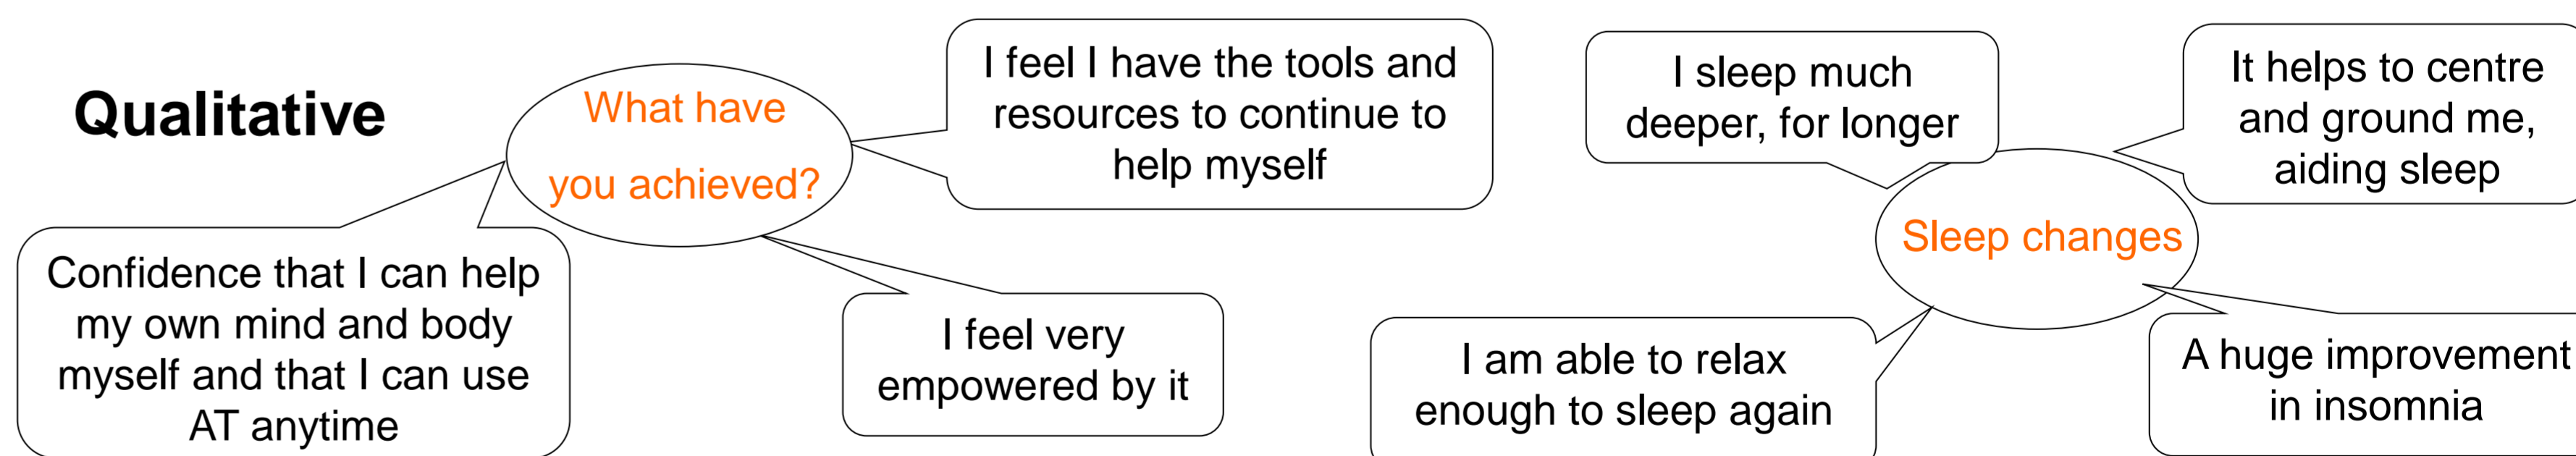 Qualitative
What have
you achieved?
I feel I have the tools and
resources to continue to
help myself
Confidence that I can help
my own mind and body
myself and that I can use
AT anytime
I feel very
empowered by it
I sleep much
deeper, for longer
It helps to centre
and ground me,
aiding sleep
Sleep changes
I am able to relax
enough to sleep again
A huge improvement
in insomnia